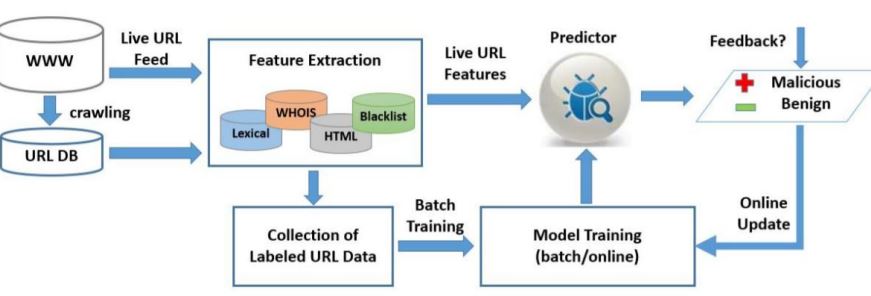 WWW
Live URL
Feed
crawling
URL DB
Feature Extraction
Lexical
WHOIS
HTML
Blacklist
Live URL
Features
Predictor
Feedback?
Malicious
Benign
Collection of
Labeled URL Data
Batch
Training
Model Training
(batch/online)
Online
Update